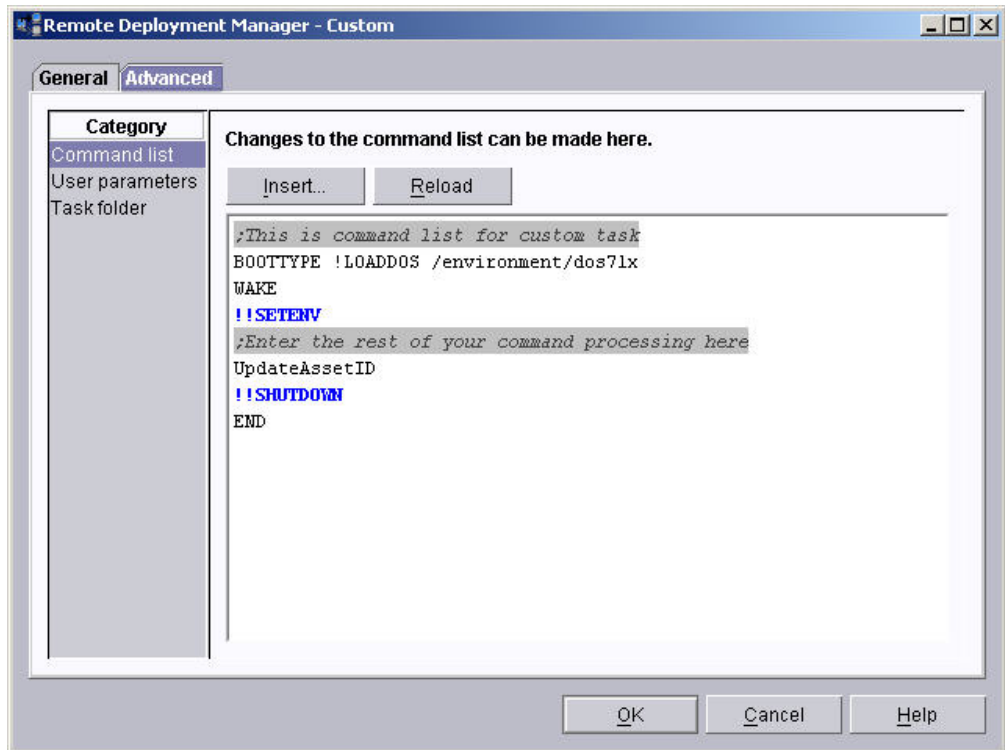 Remote Deployment Manager - Custom
General Advanced
Category
Command list
User parameters
Task folder
Changes to the command list can be made here.
Insert... Reload
;This is command list for custom task
BOOTTYPE !LOADDOS /environment/dos71x
WAKE
!!SETENV
;Enter the rest of your command processing here
UpdateAssetID
!!SHUTDOWN
END
OK Cancel Help